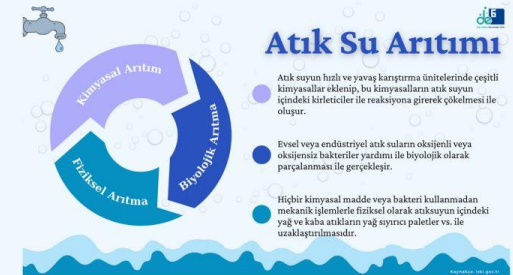 Atık Su Arıtımı
Kimyasal Arıtım
Biyolojik Arıtma
Fiziksel Arıtma
Atık suyun hızlı ve yavaş karıştırma ünitelerinde çeşitli
kimyasallar eklenip, bu kimyasalların atık suyun
içindeki kirleticiler ile reaksiyona girerek çökelmesi ile
oluşur.
Evsel veya endüstriyel atık suların oksijenli veya
oksijensiz bakteriler yardımı ile biyolojik olarak
parçalanması ile gerçekleşir.
Hiçbir kimyasal madde veya bakteri kullanmadan
mekanik işlemlerle fiziksel olarak atıksuyun içindeki
yağ ve kaba atıkların yağ sıyırıcı paletler vs. ile
uzaklaştırılmasıdır.